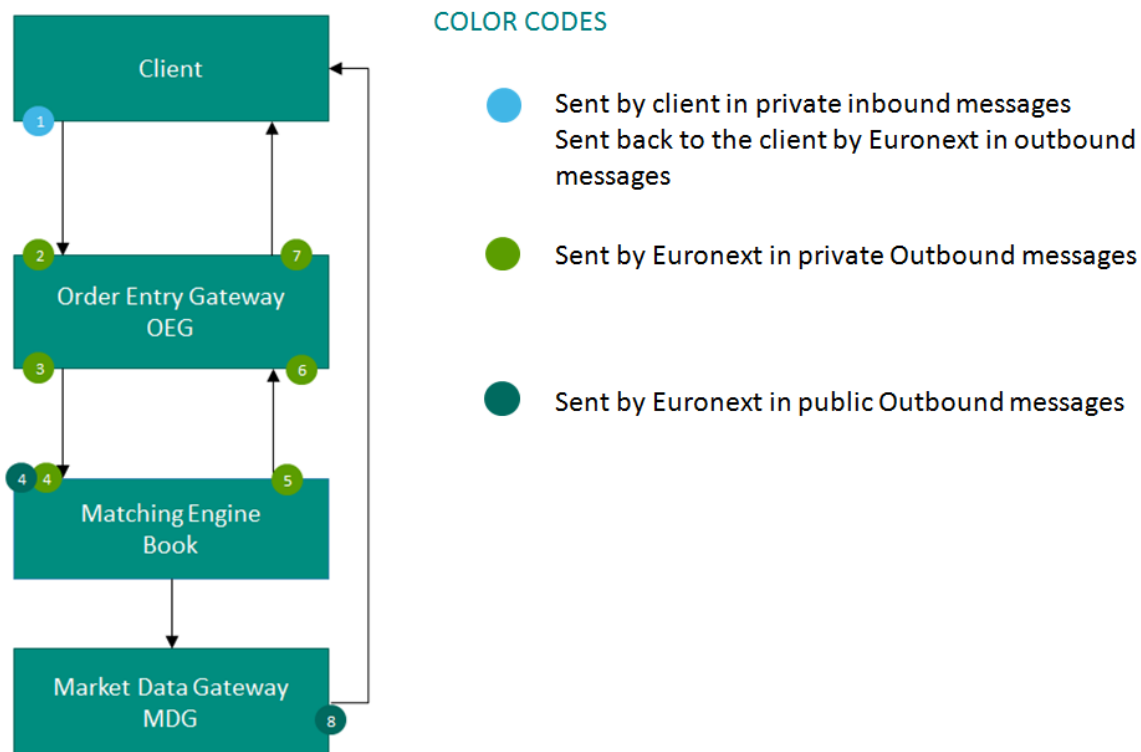 COLOR CODES
Client
1
Sent by client in private inbound messages
Sent back to the client by Euronext in outbound
messages
2
7
Sent by Euronext in private Outbound messages
Order Entry Gateway
OEG
3
6
Sent by Euronext in public Outbound messages
4
4
5
Matching Engine
Book
Market Data Gateway
MDG
8